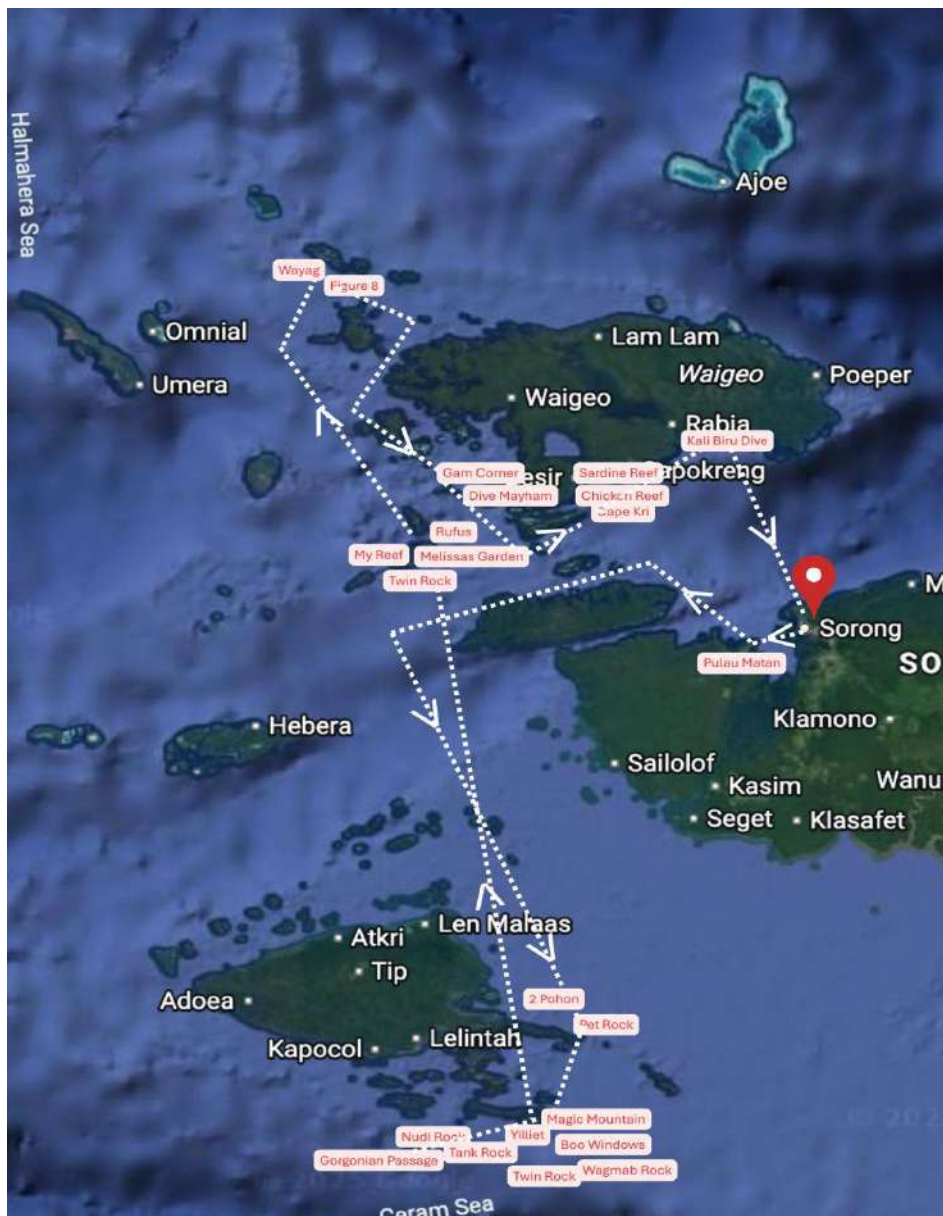 Halmahera Sea
Ajoe
Wayag
Figure 8
Omnial
Lam Lam
Umera
Waigeo
Poeper
Waigeo
Rabia
Kali Biru Dive
Gam Corner
Sardine Reef
apokreng
esir
Dive Mayham
Chicken Reef
Cape Kri
Rufus
My Reef
Melissas Garden
Twin Rock
M
Sorong
SO
Pulau Matan
Klamono
Hebera
Sailolof
Kasim
Wanu
Seget
Klasafet
Len Malaas
Atkri
Tip
Adoea
2 Pohon
Pet Rock
Lelintah
Kapocol
Magic Mountain
Nudi Rock
Yilliet
Boo Windows
Tank Rock
Gorgonian Passage
Twin Rock
Wagmab Rock
Ceram Sea